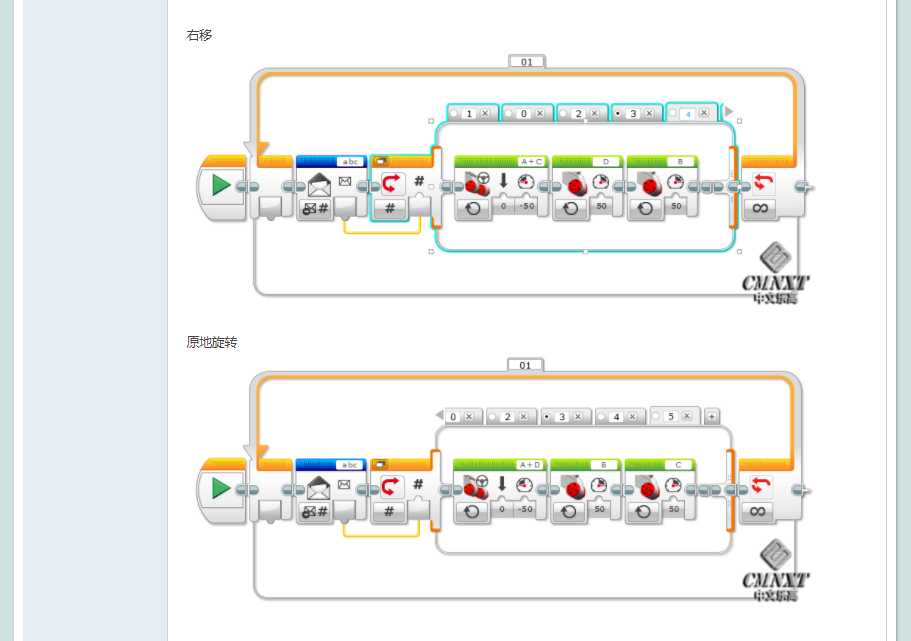 右移
01
1 0 2 3 4
abc A+C D B
#
# # 0 -50 50 50 ∞
CMNXT
中文乐高
原地旋转
01
0 2 3 4 5 +
abc A+D B C
#
# # 0 -50 50 50 ∞
CMNXT
中文乐高